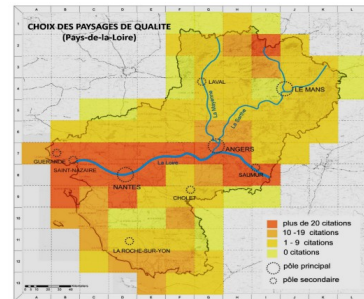 CHOIX DES PAYSAGES DE QUALITE
(Pays-de-la-Loire)
A B C D E F G H I J K L
LAVAL
La Mayenne
La Sarthe
LE MANS
ANGERS
GUERANDE
SAINT-NAZAIRE
La Loire
NANTES
SAUMUR
CHOLET
LA ROCHE-SUR-YON
plus de 20 citations
10 -19 citations
1 - 9 citations
0 citations
pôle principal
pôle secondaire